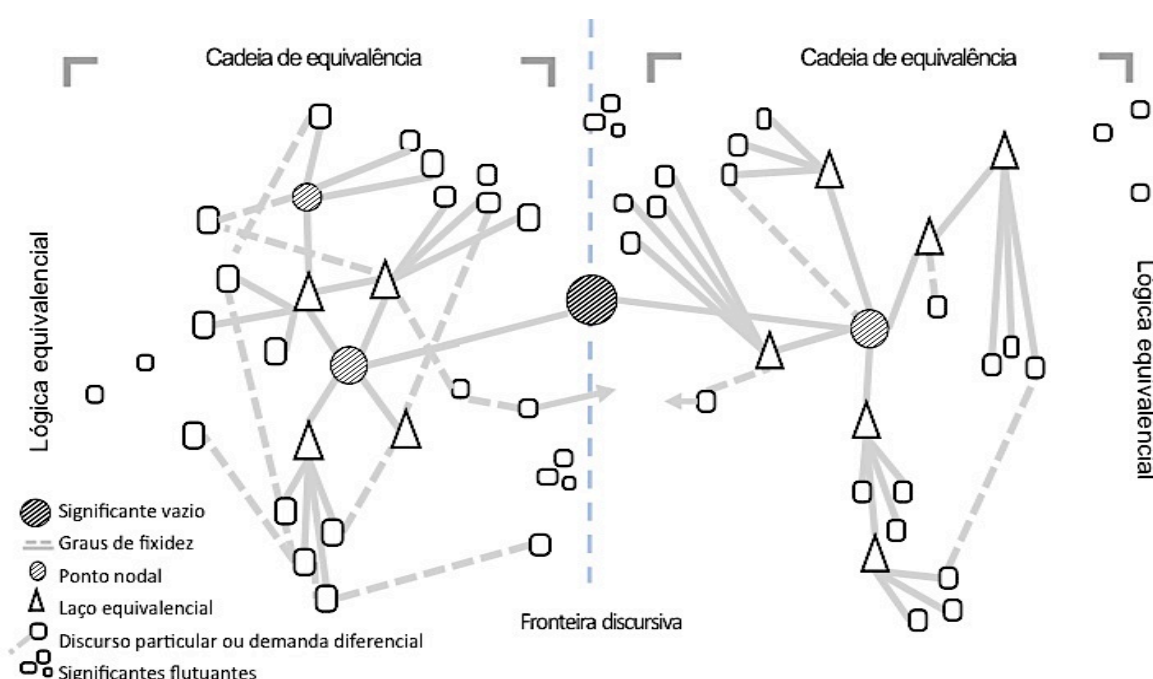 Cadeia de equivalência
Cadeia de equivalência
Lógica equivalencial
Lógica equivalencial
Significante vazio
Graus de fixidez
Ponto nodal
Laço equivalencial
Discurso particular ou demanda diferencial
Significantes flutuantes
Fronteira discursiva